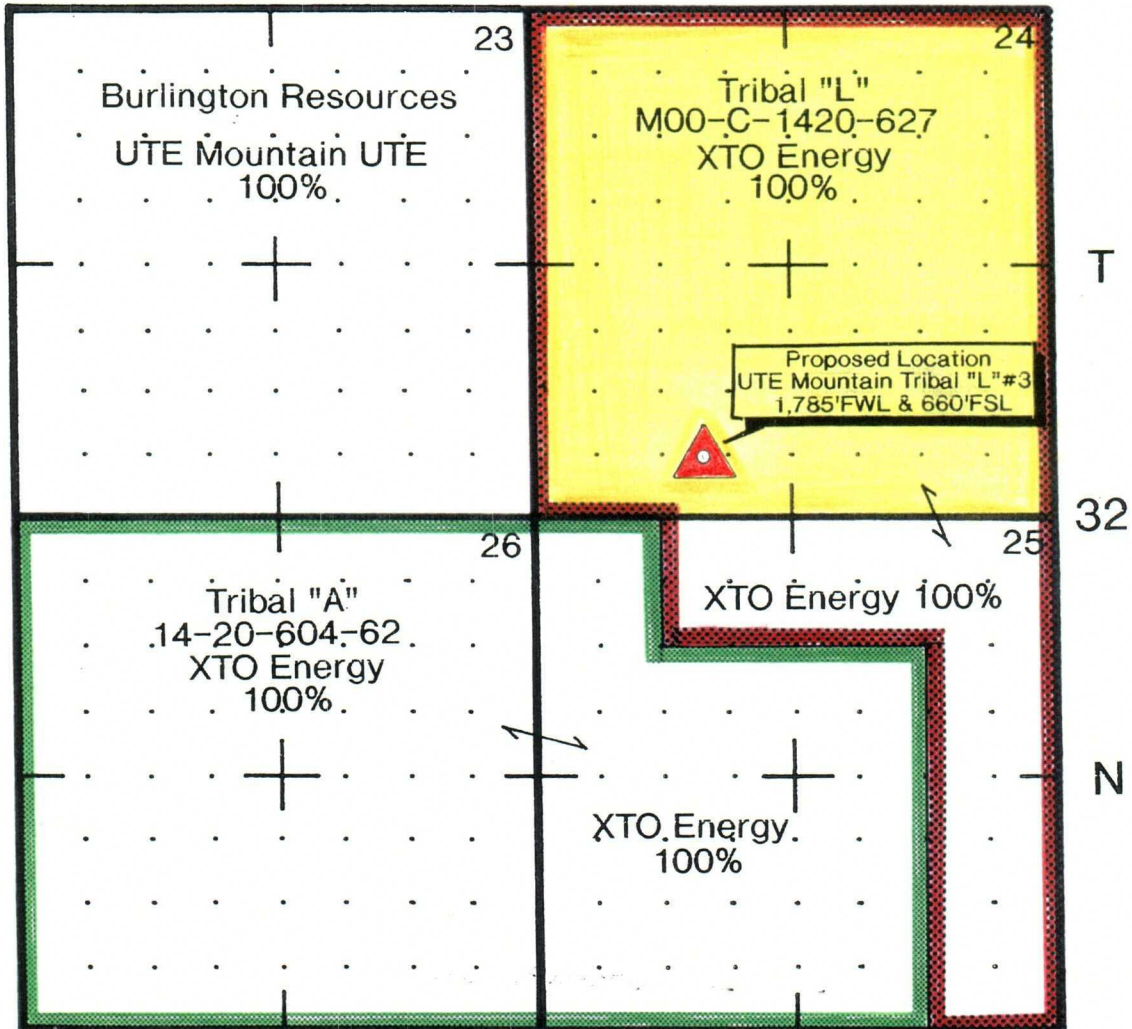 23
Burlington Resources
UTE Mountain UTE
100%
24
Tribal "L"
M00-C-1420-627
XTO Energy
100%
T
Proposed Location
UTE Mountain Tribal "L"#3
1,785'FWL & 660'FSL
32
26
Tribal "A"
14-20-604-62
XTO Energy
100%
25
XTO Energy 100%
XTO Energy
100%
N